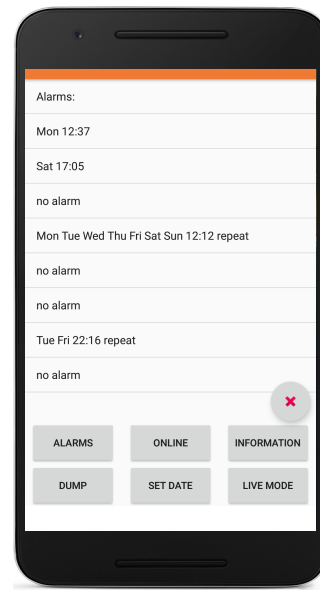 Alarms:
Mon 12:37
Sat 17:05
no alarm
Mon Tue Wed Thu Fri Sat Sun 12:12 repeat
no alarm
no alarm
Tue Fri 22:16 repeat
no alarm
ALARMS ONLINE INFORMATION
DUMP SET DATE LIVE MODE